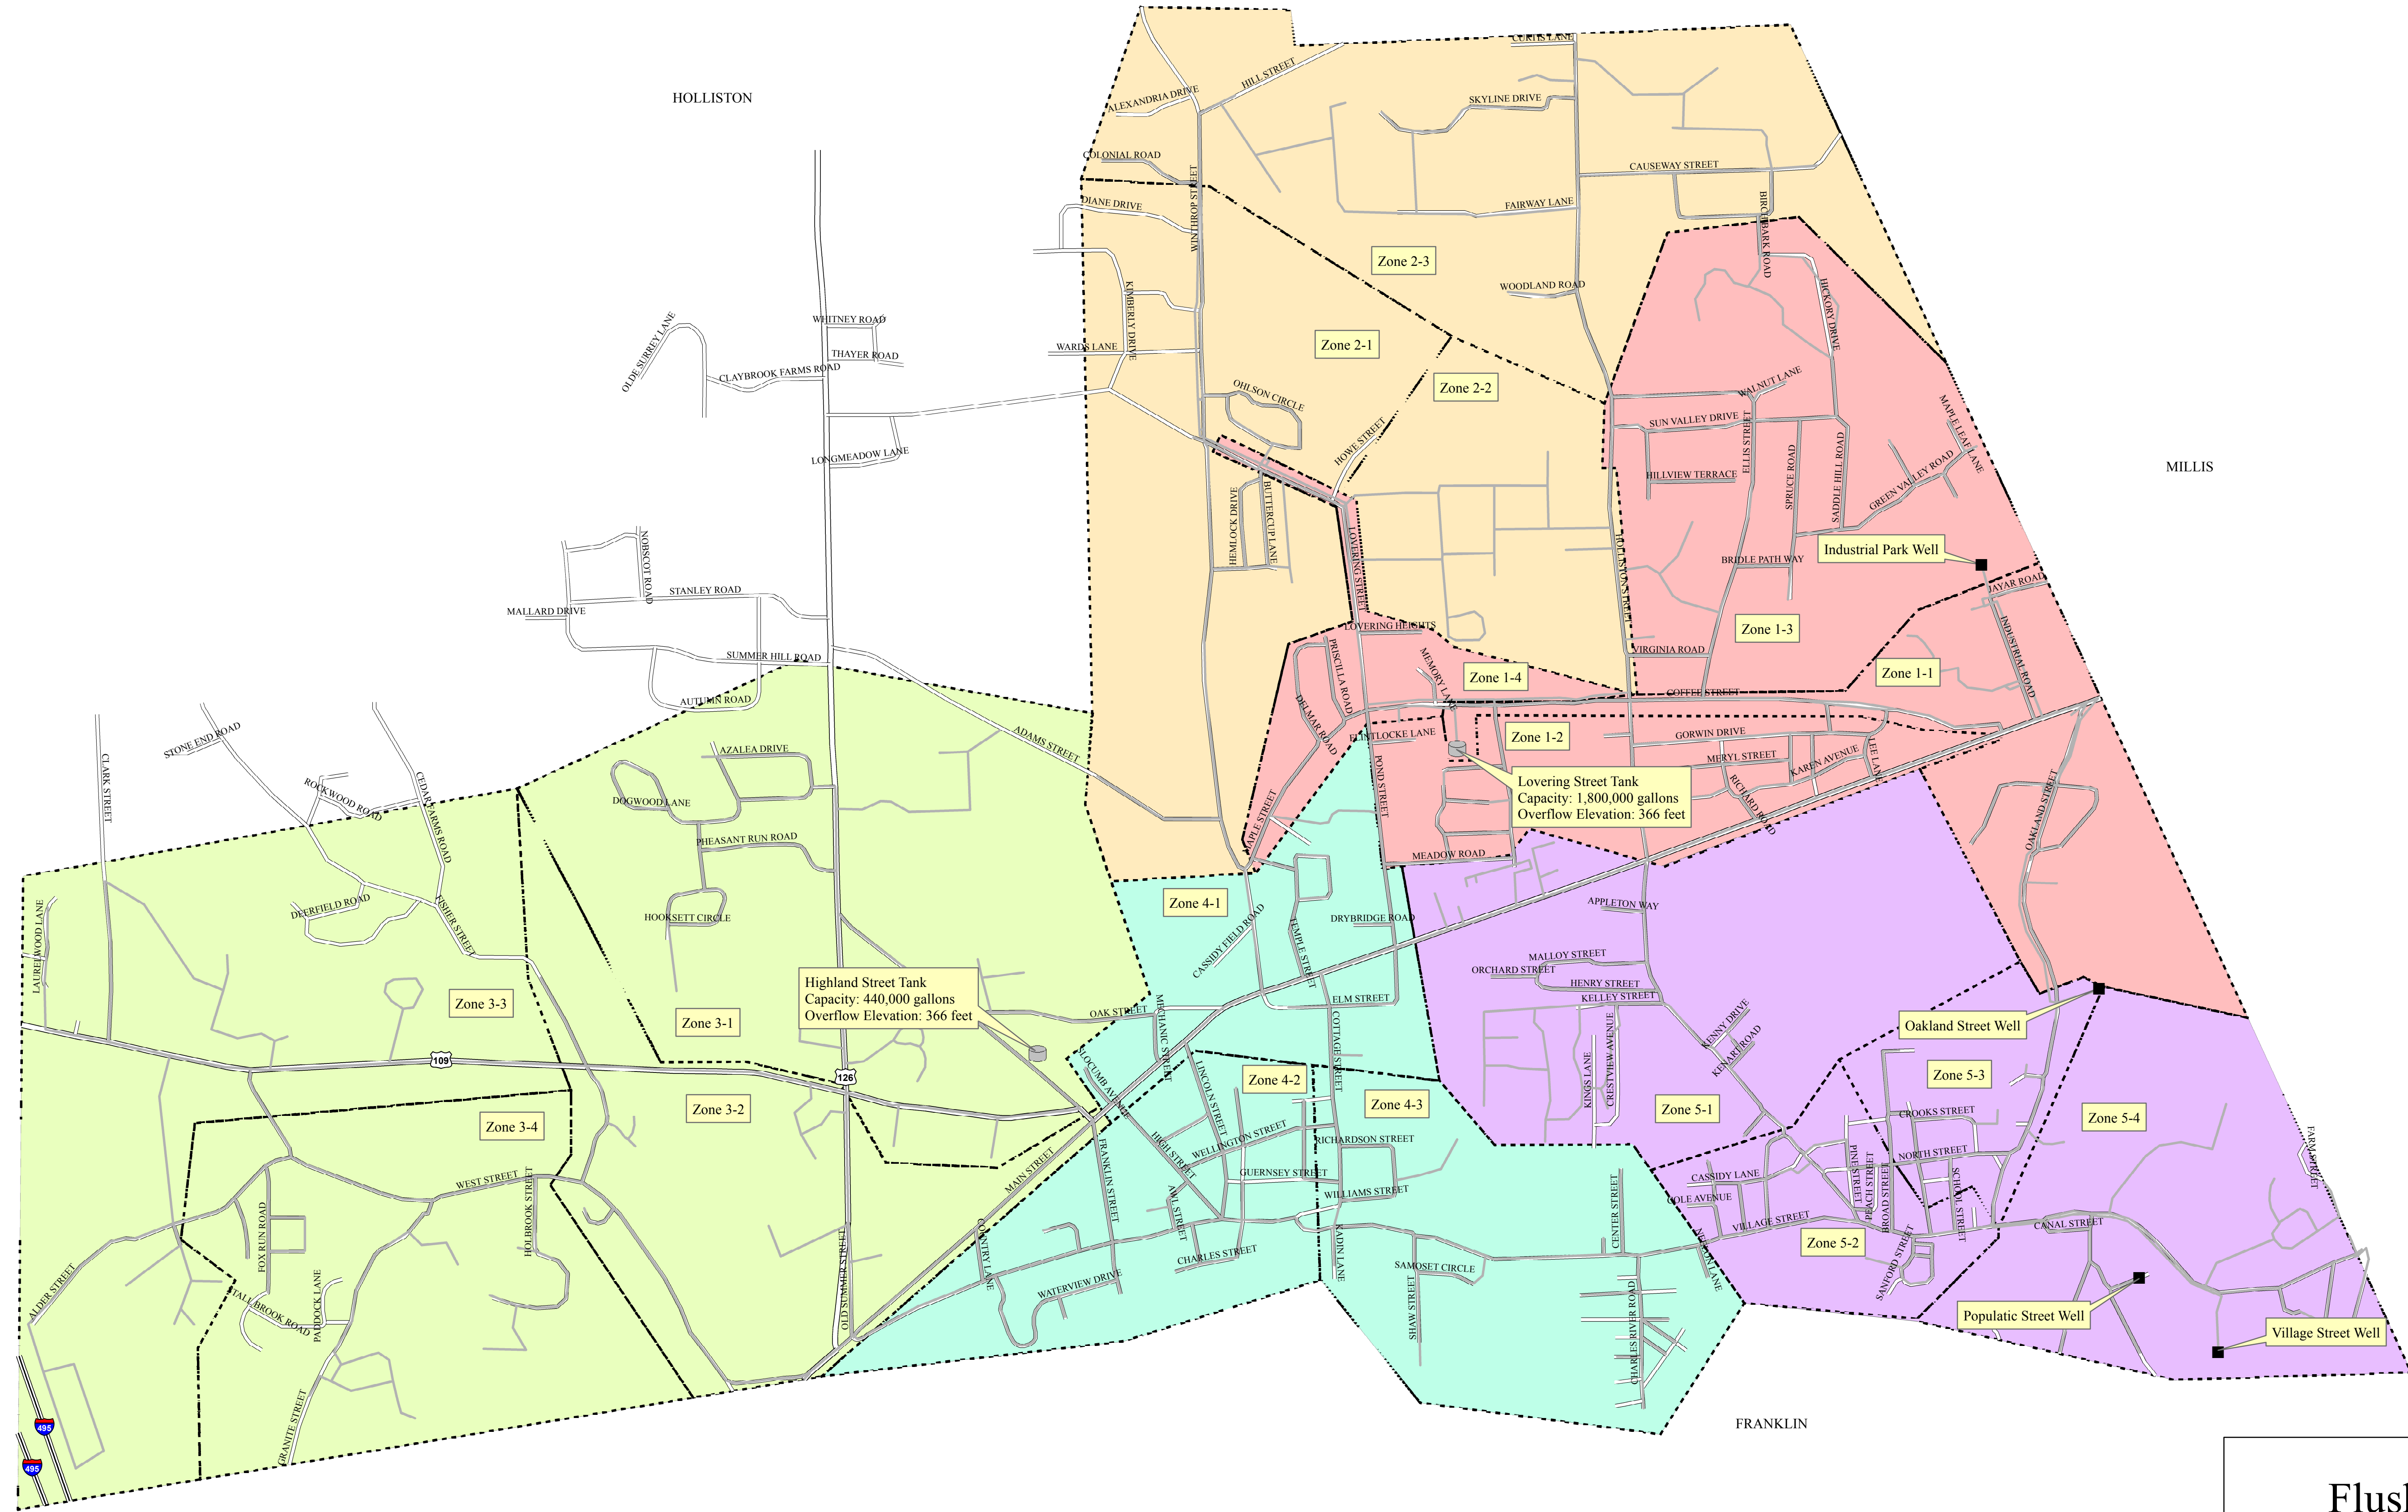 HOLLISTON
CURTIS LANE
HILL STREET
ALEXANDRIA DRIVE
SKYLINE DRIVE
COLONIAL ROAD
CAUSEWAY STREET
DIANE DRIVE
WINTHROP STREET
FAIRWAY LANE
BIRCHBARK ROAD
Zone 2-3
WOODLAND ROAD
KIMBERLY DRIVE
HICKORY DRIVE
WHITNEY ROAD
OLDE SURREY LANE
THAYER ROAD
WARDS LANE
Zone 2-1
CLAYBROOK FARMS ROAD
Zone 2-2
OHLSON CIRCLE
WALNUT LANE
SUN VALLEY DRIVE
MAPLE LEAF LANE
HOWE STREET
ELLIS STREET
LONGMEADOW LANE
MILLIS
HILLVIEW TERRACE
SPRUCE ROAD
SADDLE HILL ROAD
GREEN VALLEY ROAD
HEMLOCK DRIVE
BUTTERCUP LANE
LOVERING STREET
HOLLISTON STREET
Industrial Park Well
BRIDLE PATH WAY
NOBSCOT ROAD
STANLEY ROAD
JAYAR ROAD
MALLARD DRIVE
LOVERING HEIGHTS
Zone 1-3
INDUSTRIAL ROAD
SUMMER HILL ROAD
PRISCILLA ROAD
MEMORY LANE
VIRGINIA ROAD
Zone 1-4
Zone 1-1
AUTUMN ROAD
COFFEE STREET
DELMAR ROAD
STONE END ROAD
ADAMS STREET
AZALEA DRIVE
FLINTLOCKE LANE
Zone 1-2
GORWIN DRIVE
CLARK STREET
MERYL STREET
KAREN AVENUE
LEE LANE
POND STREET
Lovering Street Tank
Capacity: 1,800,000 gallons
Overflow Elevation: 366 feet
ROCKWOOD ROAD
CEDAR FARMS ROAD
DOGWOOD LANE
RICHARD ROAD
OAKLAND STREET
MAPLE STREET
PHEASANT RUN ROAD
MEADOW ROAD
LAURELWOOD LANE
DEERFIELD ROAD
FISHER STREET
HOOKSETT CIRCLE
Zone 4-1
APPLETON WAY
DRYBRIDGE ROAD
CASSIDY FIELD ROAD
TEMPLE STREET
MALLOY STREET
ORCHARD STREET
HENRY STREET
KELLEY STREET
Highland Street Tank
Capacity: 440,000 gallons
Overflow Elevation: 366 feet
Zone 3-3
Zone 3-1
OAK STREET
ELM STREET
MECHANIC STREET
COTTAGE STREET
CRESTVIEW AVENUE
KINGS LANE
KENNY DRIVE
KENART ROAD
Oakland Street Well
109
126
SLOCUMB AVENUE
LINCOLN STREET
Zone 4-2
Zone 5-3
Zone 3-2
Zone 4-3
Zone 5-1
Zone 5-4
Zone 3-4
CROOKS STREET
HIGH STREET
WELLINGTON STREET
RICHARDSON STREET
FRANKLIN STREET
FARM STREET
MAIN STREET
NORTH STREET
PINE STREET
PEACH STREET
BROAD STREET
SCHOOL STREET
WEST STREET
GUERNSEY STREET
CASSIDY LANE
COLE AVENUE
WILLIAMS STREET
AWL STREET
HOLBROOK STREET
VILLAGE STREET
CANAL STREET
FOX RUN ROAD
COUNTRY LANE
KADIN LANE
CENTER STREET
Zone 5-2
NELSON LANE
SANFORD STREET
CHARLES STREET
SAMOSET CIRCLE
OLD SUMMER STREET
WATERVIEW DRIVE
ALDER STREET
PADDOCK LANE
STALLBROOK ROAD
SHAW STREET
CHARLES RIVER ROAD
Populatic Street Well
Village Street Well
GRANITE STREET
FRANKLIN
495
495
Flus